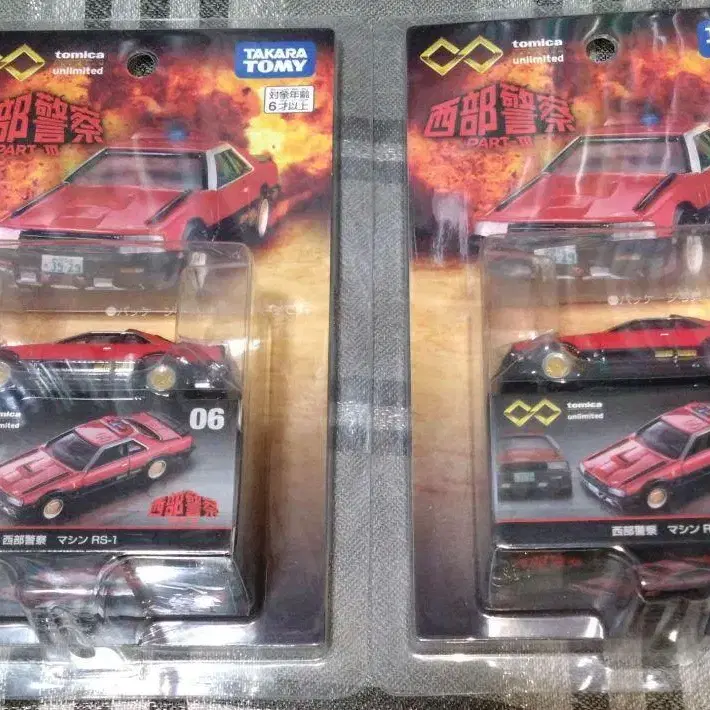 tomica
unlimited
TAKARA
TOMY
対象年齢
6才以上
部警察
PART-III
35 29
06
西部警察
西部警察 マシン RS-1
tomica
unlimited
西部警察
PART-III
tomica
unlimited
西部警察 マシン R